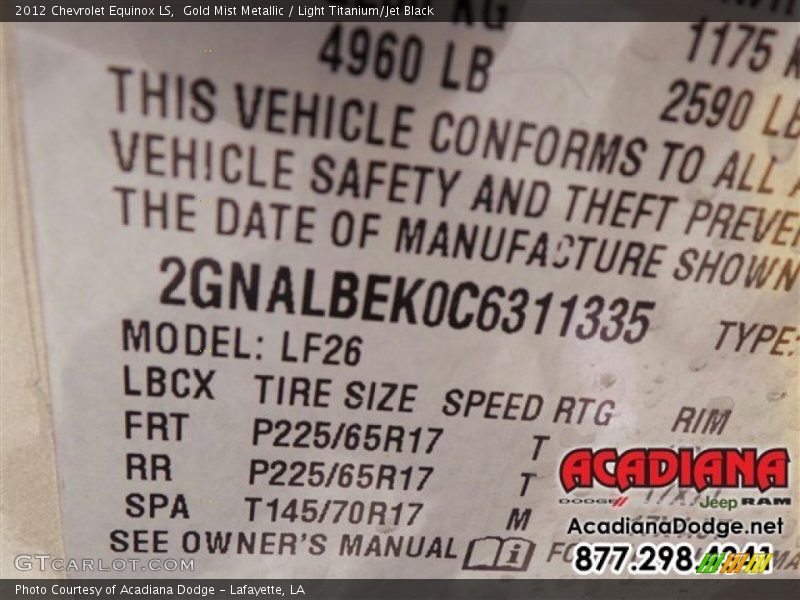 2012 Chevrolet Equinox LS, Gold Mist Metallic / Light Titanium/Jet Black
KG
4960 LB
1175
2590 LB
THIS VEHICLE CONFORMS TO ALL
VEHICLE SAFETY AND THEFT PREVE
THE DATE OF MANUFACTURE SHOWN
2GNALBEK0C6311335
TYPE:
MODEL: LF26
LBCX TIRE SIZE SPEED RTG RIM
FRT P225/65R17 T
RR P225/65R17 T
SPA T145/70R17 M
SEE OWNER'S MANUAL
ACADIANA
DODGE Jeep RAM
AcadianaDodge.net
877.298.4941
GTCARLOT.COM
Photo Courtesy of Acadiana Dodge - Lafayette, LA